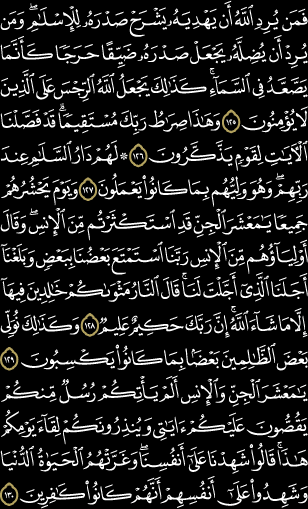 فَمَن يُرِدِ ٱللَّهُ أَن يَهْدِيَهُۥ يَشْرَحْ صَدْرَهُۥ لِلْإِسْلَٰمِ ۖ وَمَن
يُرِدْ أَن يُضِلَّهُۥ يَجْعَلْ صَدْرَهُۥ ضَيِّقًا حَرَجًا كَأَنَّمَا
يَصَّعَّدُ فِى ٱلسَّمَآءِ ۚ كَذَٰلِكَ يَجْعَلُ ٱللَّهُ ٱلرِّجْسَ عَلَى ٱلَّذِينَ
لَا يُؤْمِنُونَ ١٢٥ وَهَٰذَا صِرَٰطُ رَبِّكَ مُسْتَقِيمًا ۗ قَدْ فَصَّلْنَا
ٱلْءَايَٰتِ لِقَوْمٍ يَذَّكَّرُونَ ١٢٦ ۞ لَهُمْ دَارُ ٱلسَّلَٰمِ عِندَ
رَبِّهِمْ ۖ وَهُوَ وَلِيُّهُم بِمَا كَانُوا۟ يَعْمَلُونَ ١٢٧ وَيَوْمَ يَحْشُرُهُمْ
جَمِيعًا يَٰمَعْشَرَ ٱلْجِنِّ قَدِ ٱسْتَكْثَرْتُم مِّنَ ٱلْإِنسِ ۖ وَقَالَ
أَوْلِيَآؤُهُم مِّنَ ٱلْإِنسِ رَبَّنَا ٱسْتَمْتَعَ بَعْضُنَا بِبَعْضٍ وَبَلَغْنَآ
أَجَلَنَا ٱلَّذِىٓ أَجَّلْتَ لَنَا ۚ قَالَ ٱلنَّارُ مَثْوَىٰكُمْ خَٰلِدِينَ فِيهَآ
إِلَّا مَا شَآءَ ٱللَّهُ ۗ إِنَّ رَبَّكَ حَكِيمٌ عَلِيمٌ ١٢٨ وَكَذَٰلِكَ نُوَلِّى
بَعْضَ ٱلظَّٰلِمِينَ بَعْضًۢا بِمَا كَانُوا۟ يَكْسِبُونَ ١٢٩
يَٰمَعْشَرَ ٱلْجِنِّ وَٱلْإِنسِ أَلَمْ يَأْتِكُمْ رُسُلٌ مِّنكُمْ
يَقُصُّونَ عَلَيْكُمْ ءَايَٰتِى وَيُنذِرُونَكُمْ لِقَآءَ يَوْمِكُمْ
هَٰذَا ۚ قَالُوا۟ شَهِدْنَا عَلَىٰٓ أَنفُسِنَا ۖ وَغَرَّتْهُمُ ٱلْحَيَوٰةُ ٱلدُّنْيَا
وَشَهِدُوا۟ عَلَىٰٓ أَنفُسِهِمْ أَنَّهُمْ كَانُوا۟ كَٰفِرِينَ ١٣٠